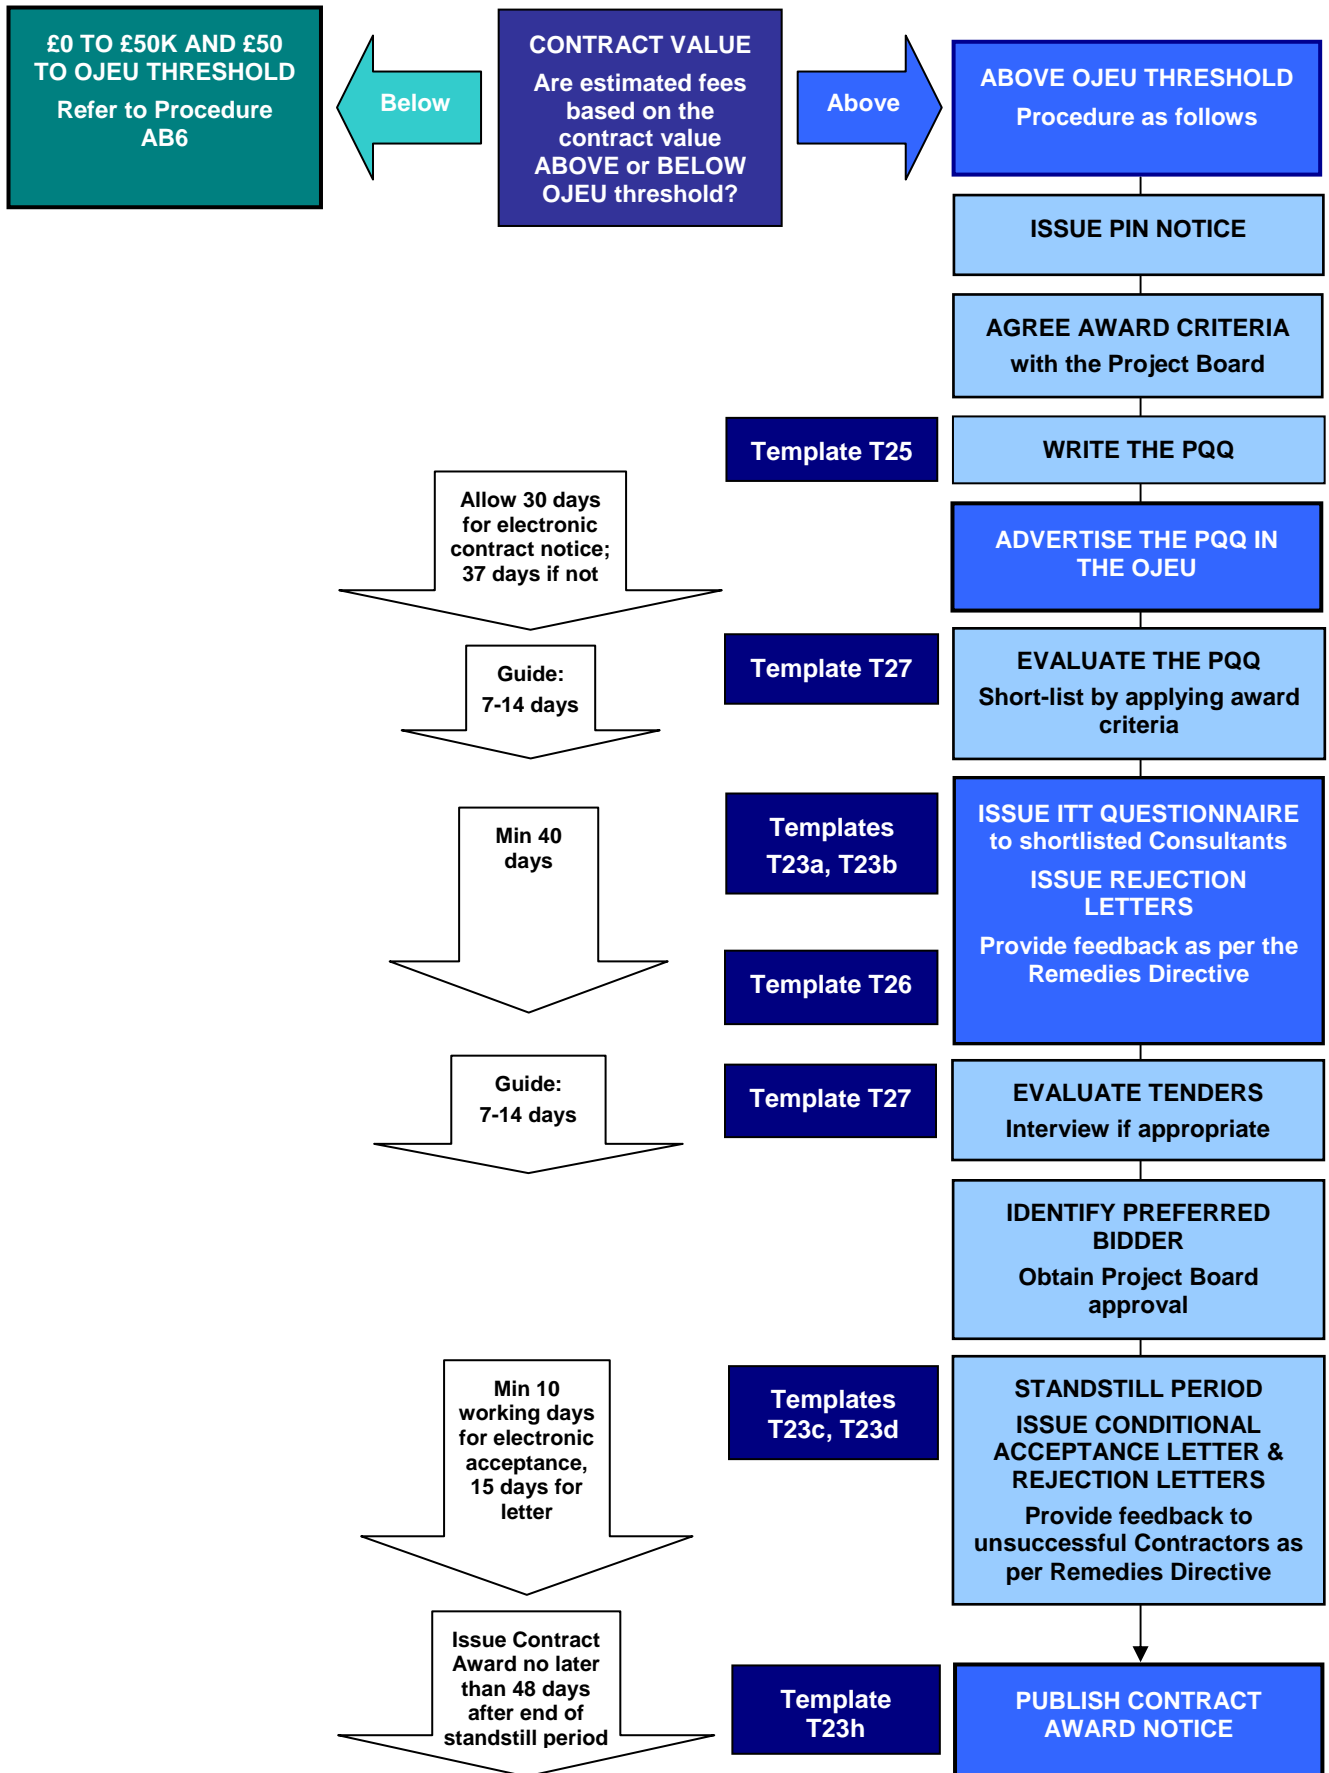 £0 TO £50K AND £50
TO OJEU THRESHOLD
Refer to Procedure
AB6
Below
CONTRACT VALUE
Are estimated fees
based on the
contract value
ABOVE or BELOW
OJEU threshold?
Above
ABOVE OJEU THRESHOLD
Procedure as follows
ISSUE PIN NOTICE
AGREE AWARD CRITERIA
with the Project Board
Template T25
WRITE THE PQQ
Allow 30 days
for electronic
contract notice;
37 days if not
ADVERTISE THE PQQ IN
THE OJEU
Guide:
7-14 days
Template T27
EVALUATE THE PQQ
Short-list by applying award
criteria
Min 40
days
Templates
T23a, T23b
Template T26
ISSUE ITT QUESTIONNAIRE
to shortlisted Consultants
ISSUE REJECTION
LETTERS
Provide feedback as per the
Remedies Directive
Guide:
7-14 days
Template T27
EVALUATE TENDERS
Interview if appropriate
IDENTIFY PREFERRED
BIDDER
Obtain Project Board
approval
Min 10
working days
for electronic
acceptance,
15 days for
letter
Templates
T23c, T23d
STANDSTILL PERIOD
ISSUE CONDITIONAL
ACCEPTANCE LETTER &
REJECTION LETTERS
Provide feedback to
unsuccessful Contractors as
per Remedies Directive
Issue Contract
Award no later
than 48 days
after end of
standstill period
Template
T23h
PUBLISH CONTRACT
AWARD NOTICE